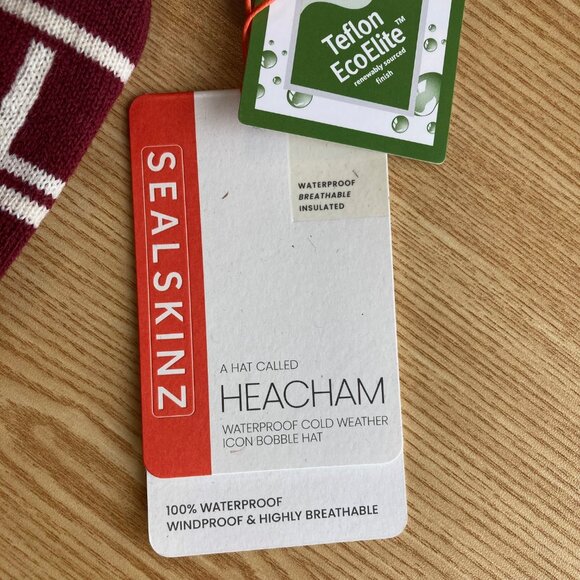 Teflon
EcoElite™
renewably sourced
finish
SEALSKINZ
WATERPROOF
BREATHABLE
INSULATED
A HAT CALLED
HEACHAM
WATERPROOF COLD WEATHER
ICON BOBBLE HAT
100% WATERPROOF
WINDPROOF & HIGHLY BREATHABLE